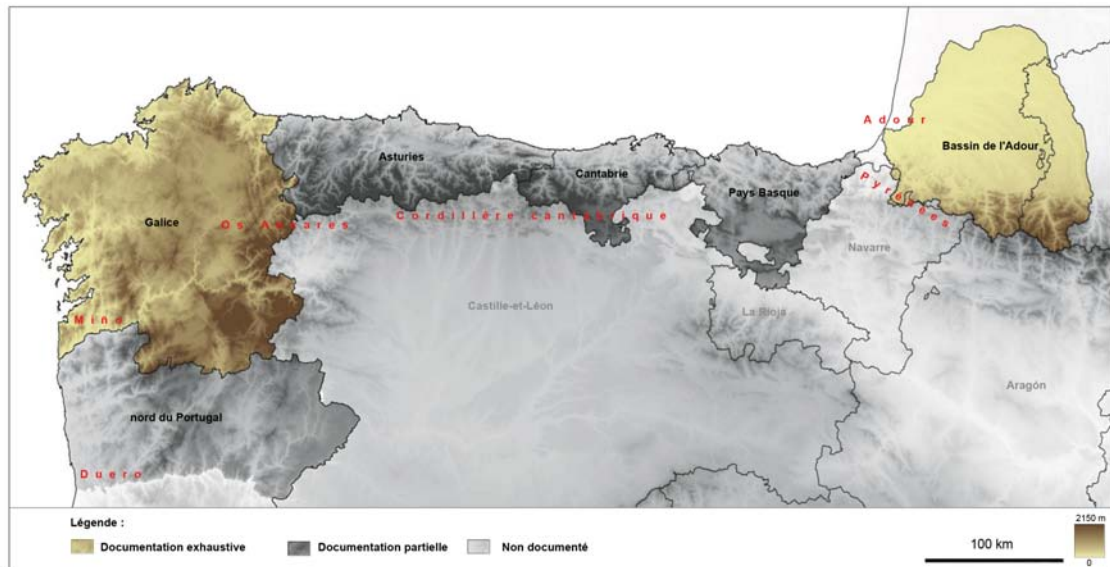 Adour
Bassin de l'Adour
Asturies
Cantabrie
Pays Basque
Pyrénées
Galice
Os Ancares
Cordillère cantabrique
Navarre
Castille-et-Léon
La Rioja
Miño
Aragón
nord du Portugal
Duero
Légende :
Documentation exhaustive
Documentation partielle
Non documenté
100 km
2150 m
0